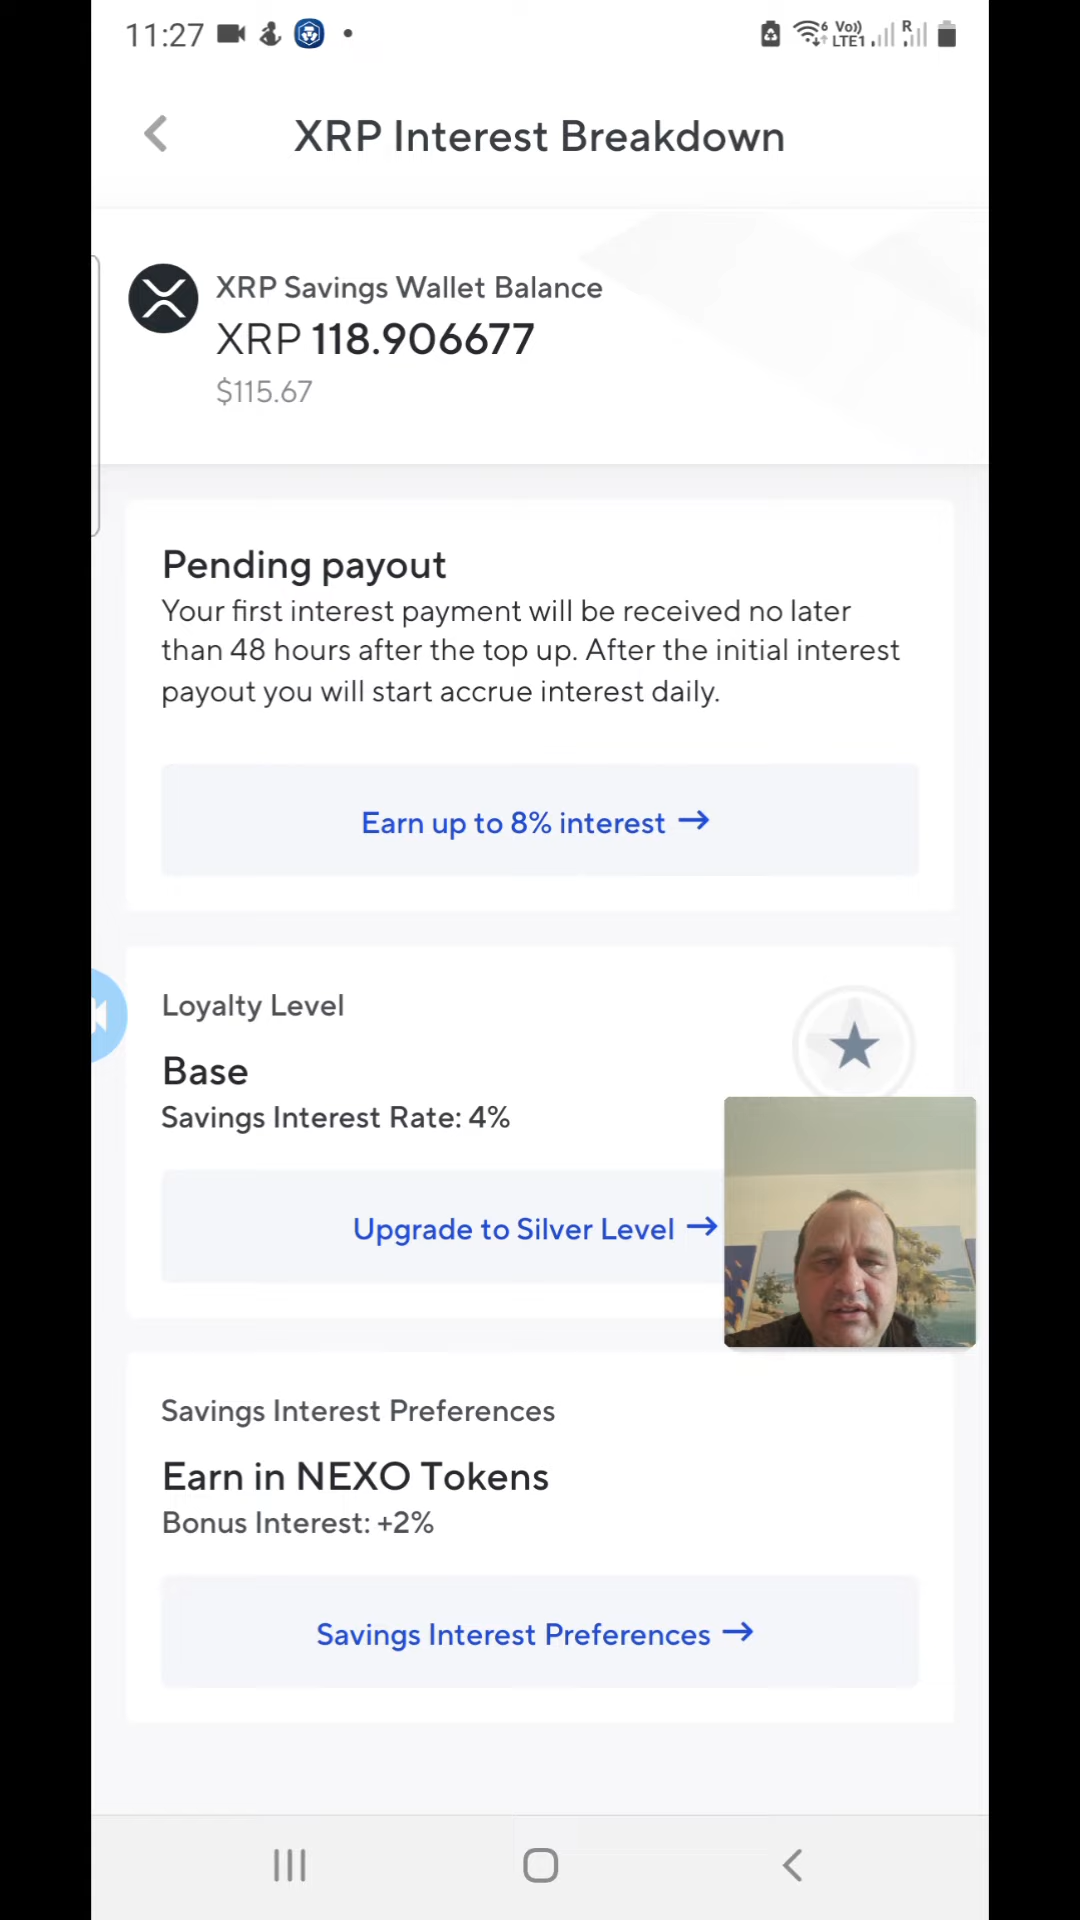 11:27
6 Vo)) LTE1 R
XRP Interest Breakdown
XRP Savings Wallet Balance
XRP 118.906677
$115.67
Pending payout
Your first interest payment will be received no later
than 48 hours after the top up. After the initial interest
payout you will start accrue interest daily.
Earn up to 8% interest →
Loyalty Level
Base
Savings Interest Rate: 4%
Upgrade to Silver Level →
Savings Interest Preferences
Earn in NEXO Tokens
Bonus Interest: +2%
Savings Interest Preferences →